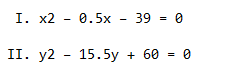 I. x2 – 0.5x – 39 = 0
II. y2 – 15.5y + 60 = 0